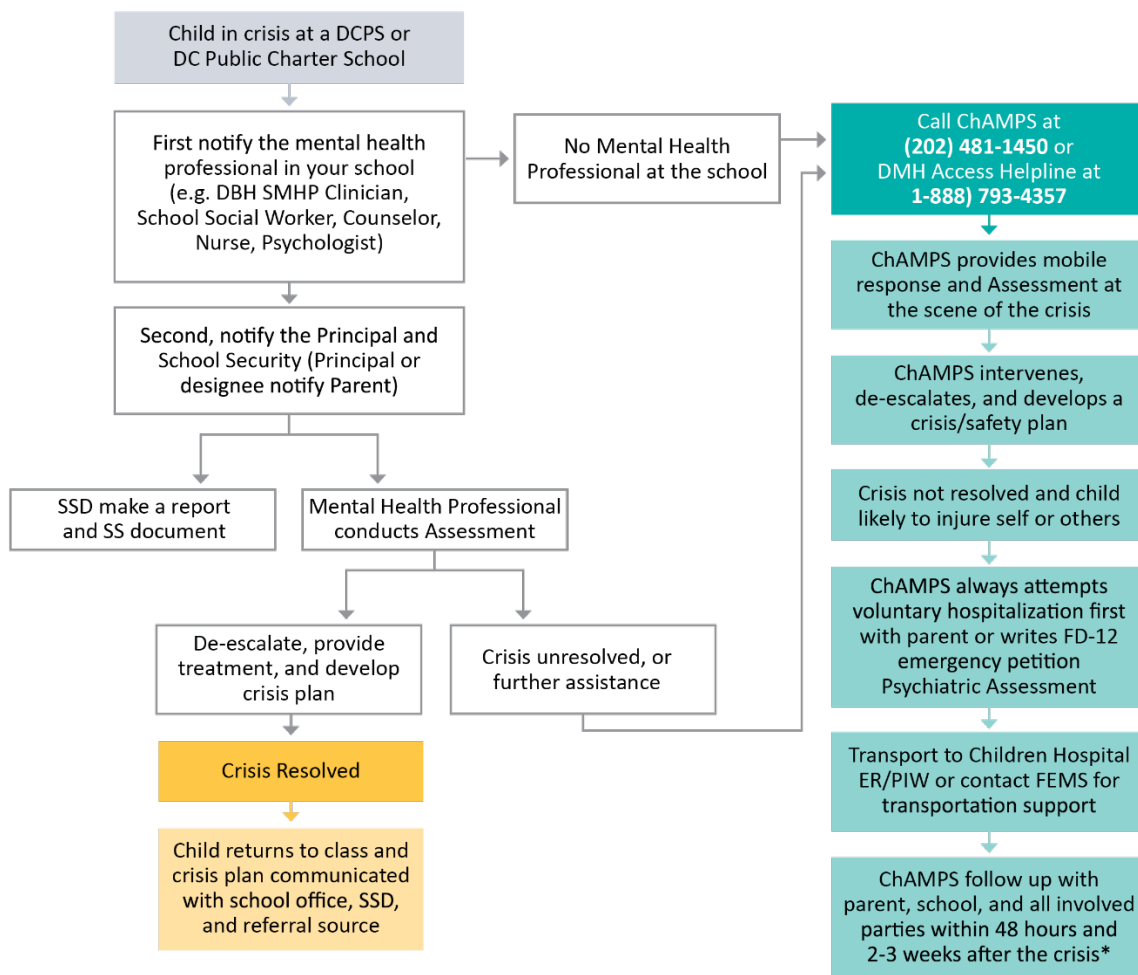 Child in crisis at a DCPS or
DC Public Charter School
First notify the mental health
professional in your school
(e.g. DBH SMHP Clinician,
School Social Worker, Counselor,
Nurse, Psychologist)
No Mental Health
Professional at the school
Call ChAMPS at
(202) 481-1450 or
DMH Access Helpline at
1-888) 793-4357
Second, notify the Principal and
School Security (Principal or
designee notify Parent)
SSD make a report
and SS document
Mental Health Professional
conducts Assessment
De-escalate, provide
treatment, and develop
crisis plan
Crisis unresolved, or
further assistance
Crisis Resolved
Child returns to class and
crisis plan communicated
with school office, SSD,
and referral source
ChAMPS provides mobile
response and Assessment at
the scene of the crisis
ChAMPS intervenes,
de-escalates, and develops a
crisis/safety plan
Crisis not resolved and child
likely to injure self or others
ChAMPS always attempts
voluntary hospitalization first
with parent or writes FD-12
emergency petition
Psychiatric Assessment
Transport to Children Hospital
ER/PIW or contact FEMS for
transportation support
ChAMPS follow up with
parent, school, and all involved
parties within 48 hours and
2-3 weeks after the crisis*